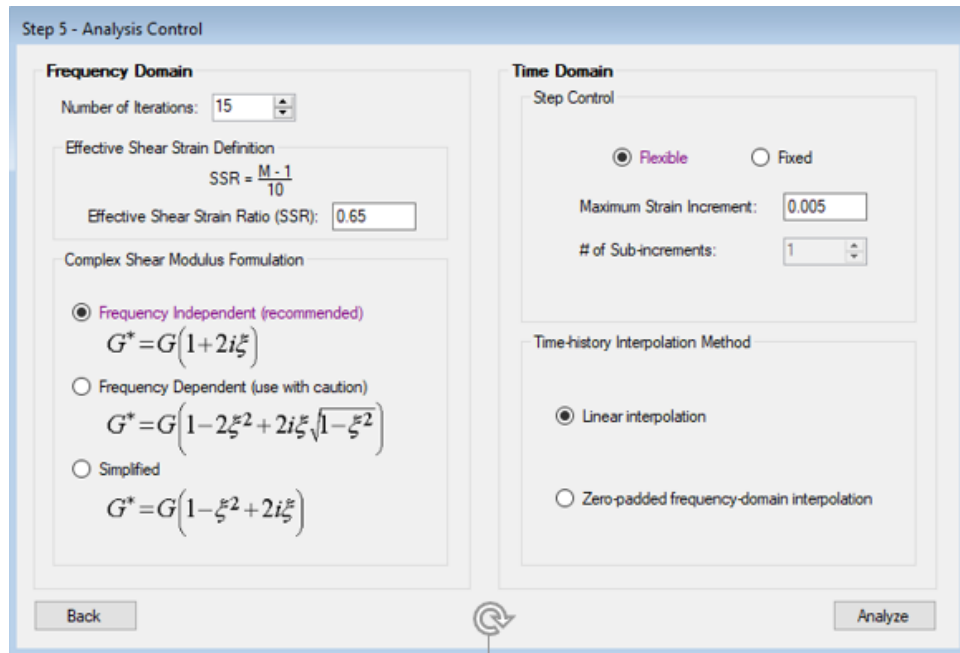 Step 5 - Analysis Control
Frequency Domain
Number of Iterations: 15
Effective Shear Strain Definition
SSR = M - 1 / 10
Effective Shear Strain Ratio (SSR): 0.65
Complex Shear Modulus Formulation
Frequency Independent (recommended)
G* = G(1+2iξ)
Frequency Dependent (use with caution)
G* = G(1−2ξ²+2iξ√1−ξ²)
Simplified
G* = G(1−ξ²+2iξ)
Time Domain
Step Control
Flexible Fixed
Maximum Strain Increment: 0.005
# of Sub-increments: 1
Time-history Interpolation Method
Linear interpolation
Zero-padded frequency-domain interpolation
Back Analyze